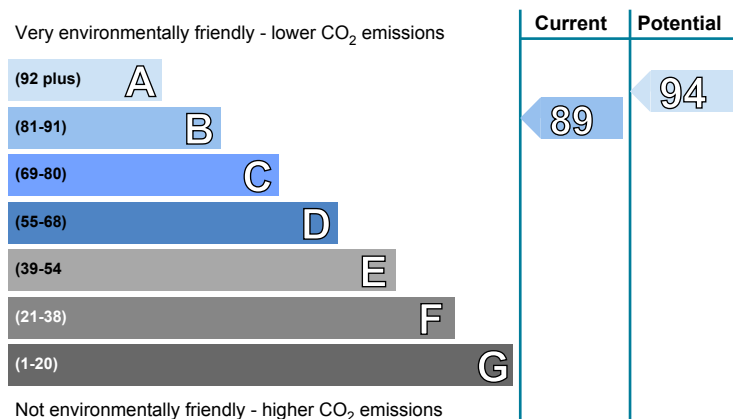 Very environmentally friendly - lower CO2 emissions
Current
Potential
(92 plus) A
(81-91) B
(69-80) C
(55-68) D
(39-54 E
(21-38) F
(1-20) G
89
94
Not environmentally friendly - higher CO2 emissions